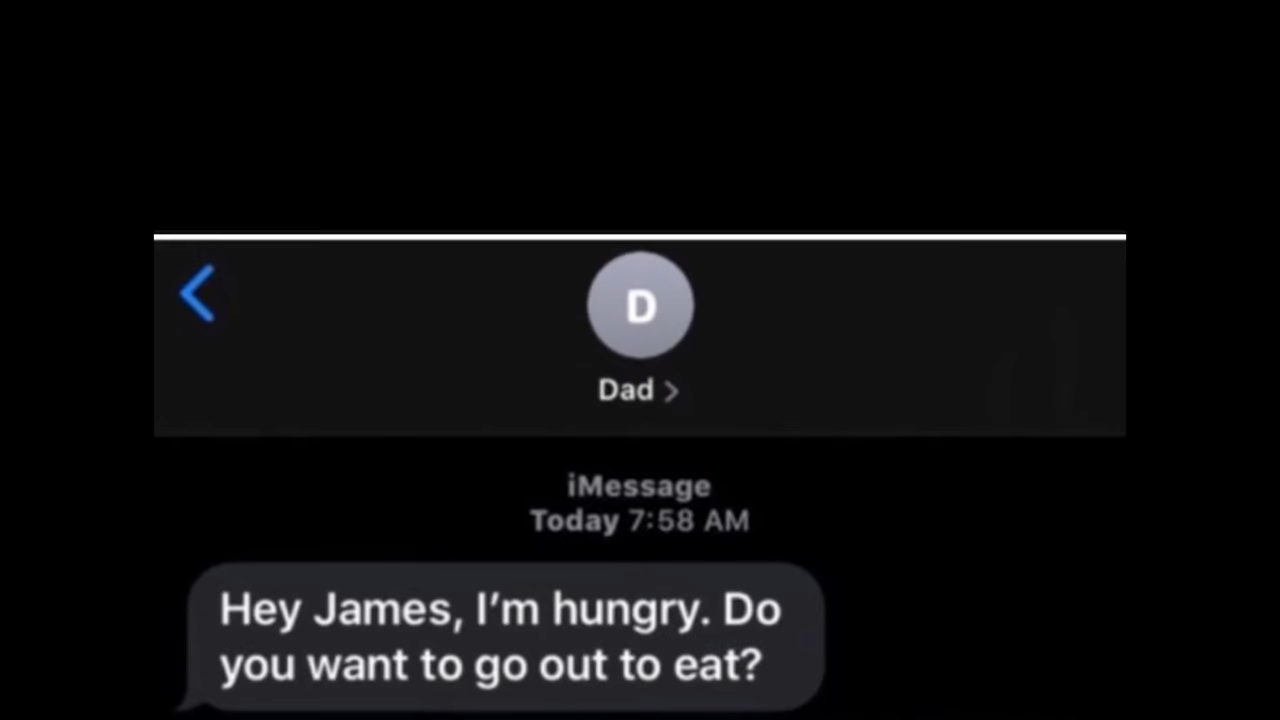 D
Dad >
iMessage
Today 7:58 AM
Hey James, I’m hungry. Do
you want to go out to eat?